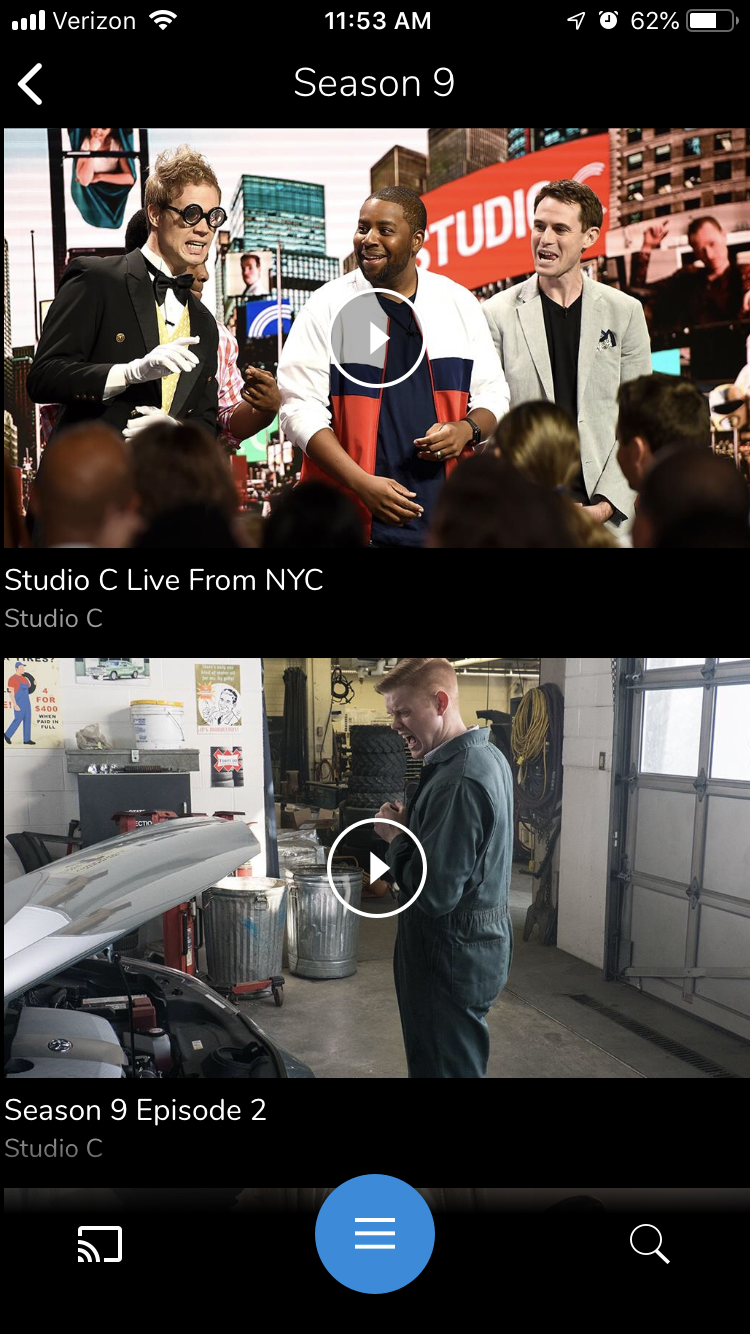 Verizon 11:53 AM 62%
Season 9
STUDIO C
Studio C Live From NYC
Studio C
4
FOR
$400
WHEN
PAID IN
FULL
Season 9 Episode 2
Studio C